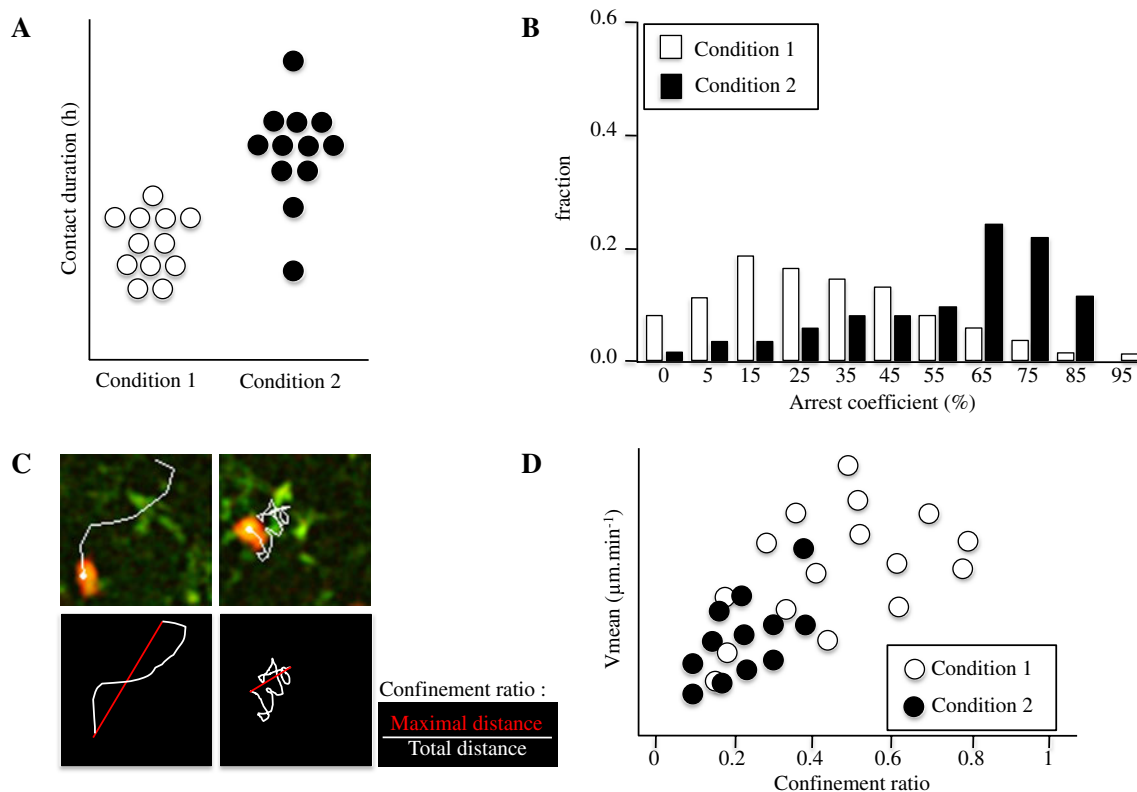 A
Contact duration (h)
Condition 1
Condition 2
B
fraction
0.6
0.4
0.2
0.0
Condition 1
Condition 2
0 5 15 25 35 45 55 65 75 85 95
Arrest coefficient (%)
C
Confinement ratio :
Maximal distance
Total distance
D
Vmean (µm.min⁻¹)
Condition 1
Condition 2
0 0.2 0.4 0.6 0.8 1
Confinement ratio